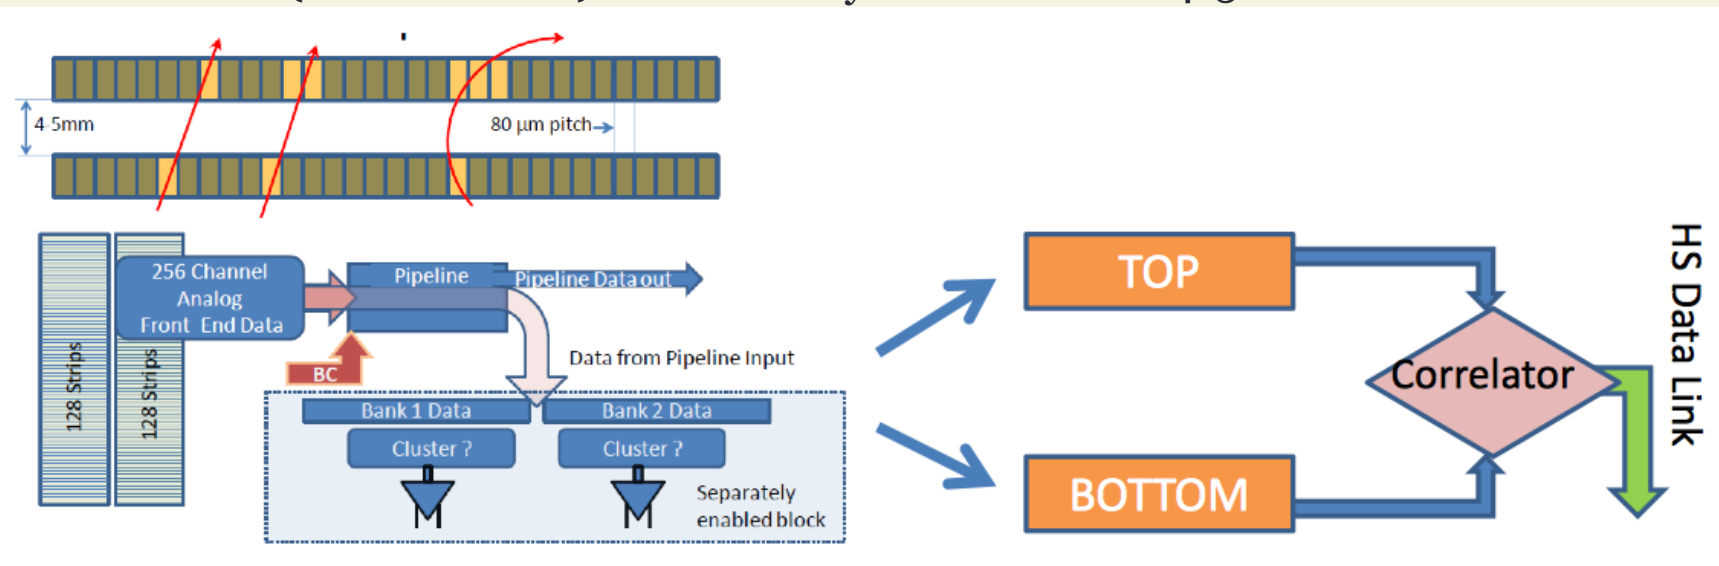 4-5mm
80 µm pitch
256 Channel
Analog
Front End Data
Pipeline
Pipeline Data out
BC
Data from Pipeline Input
128 Strips
128 Strips
Bank 1 Data
Bank 2 Data
Cluster ?
Cluster ?
M
M
Separately
enabled block
TOP
BOTTOM
Correlator
HS Data Link